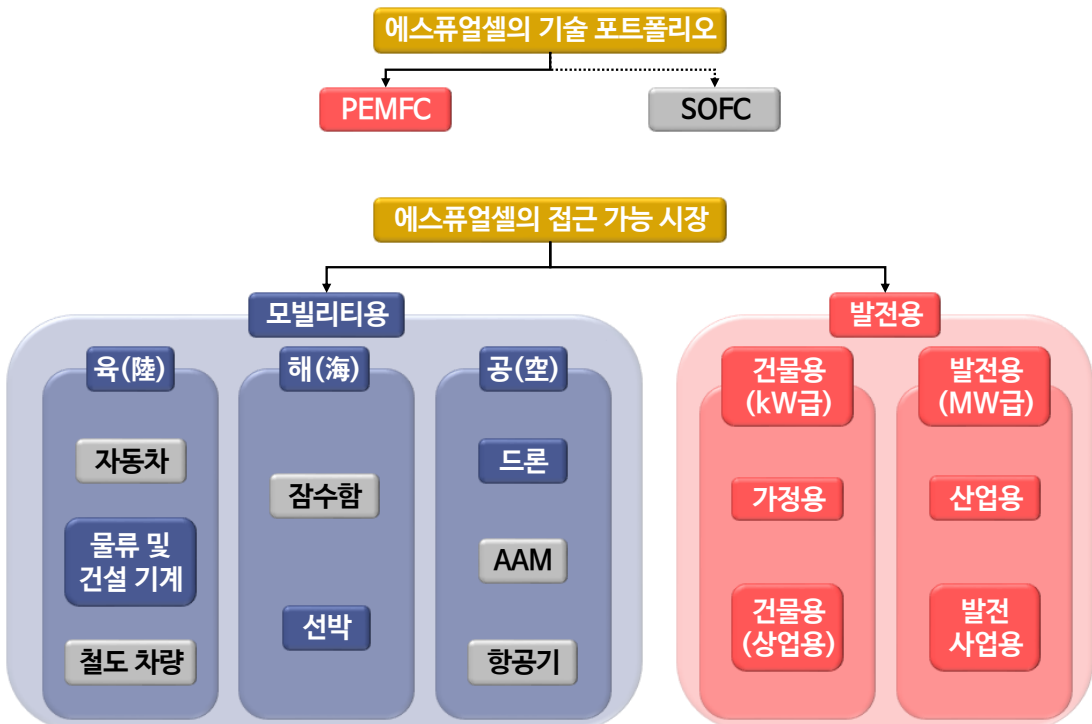 에스퓨얼셀의 기술 포트폴리오
PEMFC
SOFC
에스퓨얼셀의 접근 가능 시장
모빌리티용
발전용
육(陸)
해(海)
공(空)
건물용
(kW급)
발전용
(MW급)
자동차
물류 및
건설 기계
철도 차량
잠수함
선박
드론
AAM
항공기
가정용
건물용
(상업용)
산업용
발전
사업용